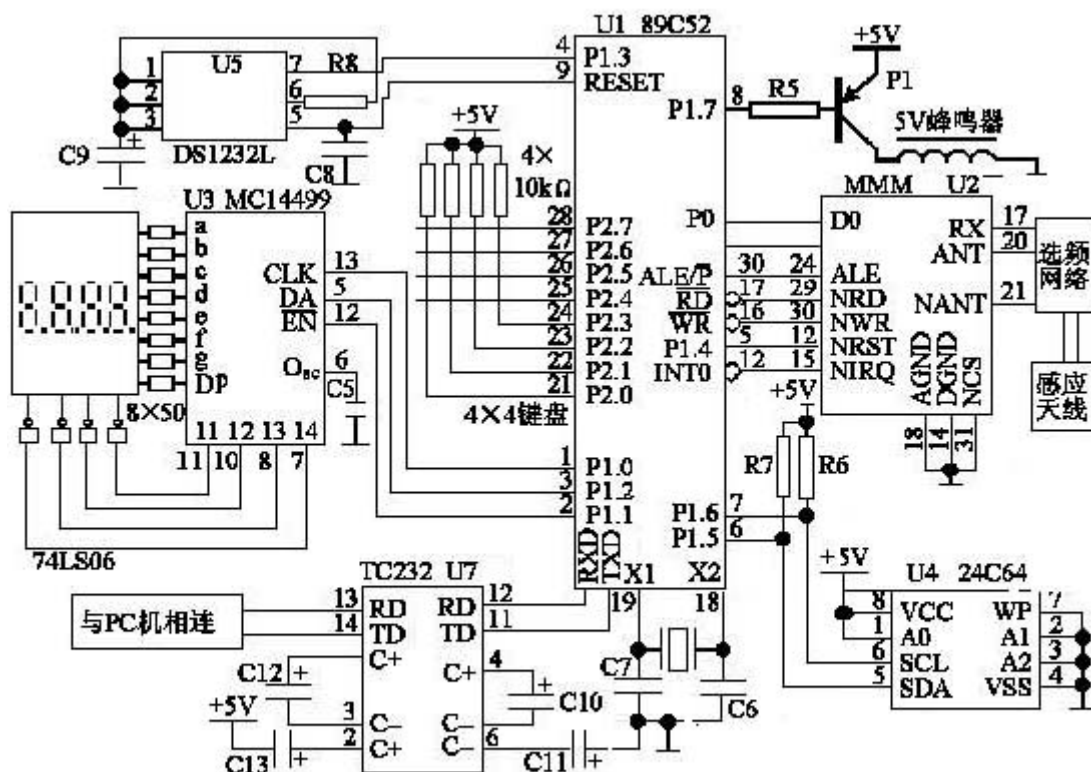 U1 89C52
4 P1.3
9 RESET
P1.7 8 R5
+5V
P1
5V蜂鸣器
1 U5 7 R8
2 6
3 5
DS1232L
C9 +
C8
+5V
4×
10kΩ
28 P2.7
27 P2.6
26 P2.5
25 P2.4
24 P2.3
23 P2.2
22 P2.1
21 P2.0
4×4键盘
P0
ALE/P 30
RD 17
WR 16
P1.4 5
INT0 12
MMM U2
D0
24 ALE
29 NRD
30 NWR
12 NRST
15 NIRQ
RX 17
ANT 20
NANT 21
AGND DGND NCS
18 14 31
选频
网络
感应
天线
U3 MC14499
a
b
c
d
e
f
g
DP
8.8.8.8.
8×50
CLK 13
DA 5
EN 12
Osc 6
C5
11 12 13 14
11 10 8 7
74LS06
1 P1.0
3 P1.2
2 P1.1
+5V
R7 R6
P1.6 7
P1.5 6
RXD TXD X1 X2
19 18
C7 C6
TC232 U7
与PC机相连
13 RD RD 12
14 TD TD 11
C+ C+ 4
C12 +
3 C– C– +
C10
+5V
2 C+ C– 6
C13 +
C11 +
+5V
U4 24C64
8 VCC WP 7
1 A0 A1 2
6 SCL A2 3
5 SDA VSS 4